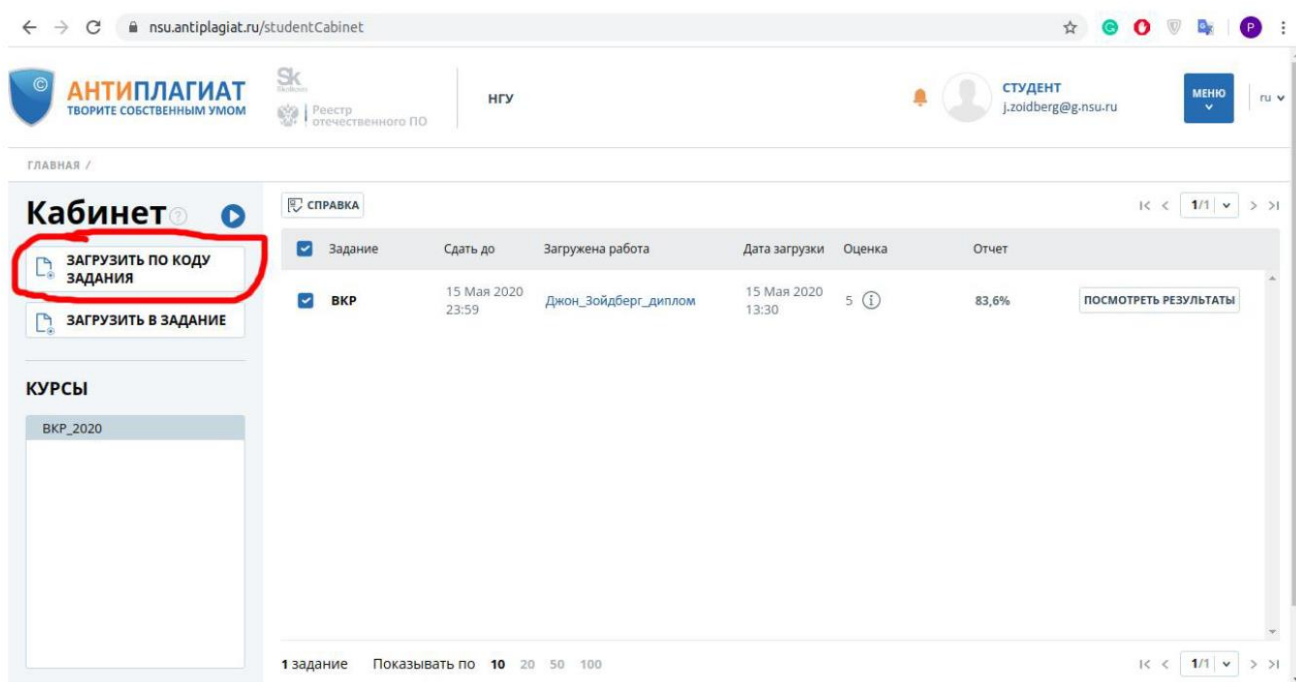 nsu.antiplagiat.ru/studentCabinet
P
©
АНТИПЛАГИАТ
ТВОРИТЕ СОБСТВЕННЫМ УМОМ
Sk
Реестр
отечественного ПО
НГУ
СТУДЕНТ
j.zoidberg@g.nsu.ru
МЕНЮ
ru
ГЛАВНАЯ /
Кабинет ?
ЗАГРУЗИТЬ ПО КОДУ
ЗАДАНИЯ
ЗАГРУЗИТЬ В ЗАДАНИЕ
КУРСЫ
ВКР_2020
СПРАВКА
1/1
Задание Сдать до Загружена работа Дата загрузки Оценка Отчет
ВКР 15 Мая 2020 23:59 Джон_Зойдберг_диплом 15 Мая 2020 13:30 5 i 83,6% ПОСМОТРЕТЬ РЕЗУЛЬТАТЫ
1 задание Показывать по 10 20 50 100
1/1